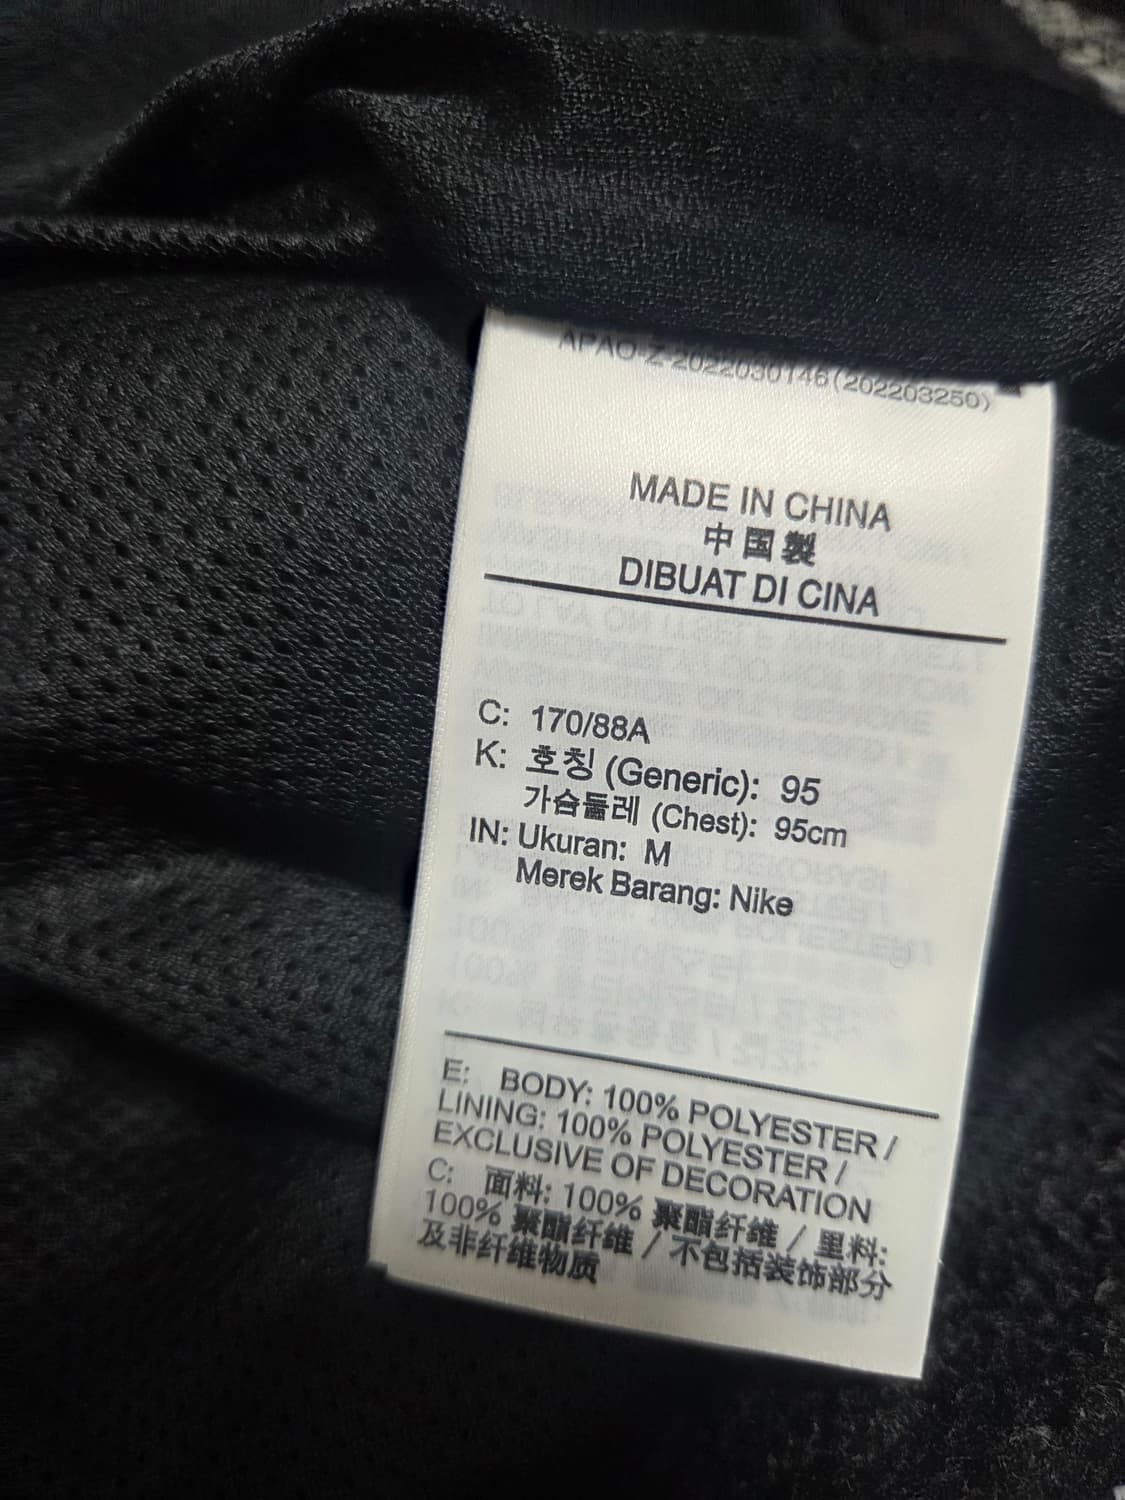 APAO-Z 2022030146(202203250)
MADE IN CHINA
中国製
DIBUAT DI CINA
C: 170/88A
K: 호칭 (Generic): 95
가슴둘레 (Chest): 95cm
IN: Ukuran: M
Merek Barang: Nike
E: BODY: 100% POLYESTER /
LINING: 100% POLYESTER /
EXCLUSIVE OF DECORATION
C: 面料: 100% 聚酯纤维 / 里料:
100% 聚酯纤维 / 不包括装饰部分
及非纤维物质